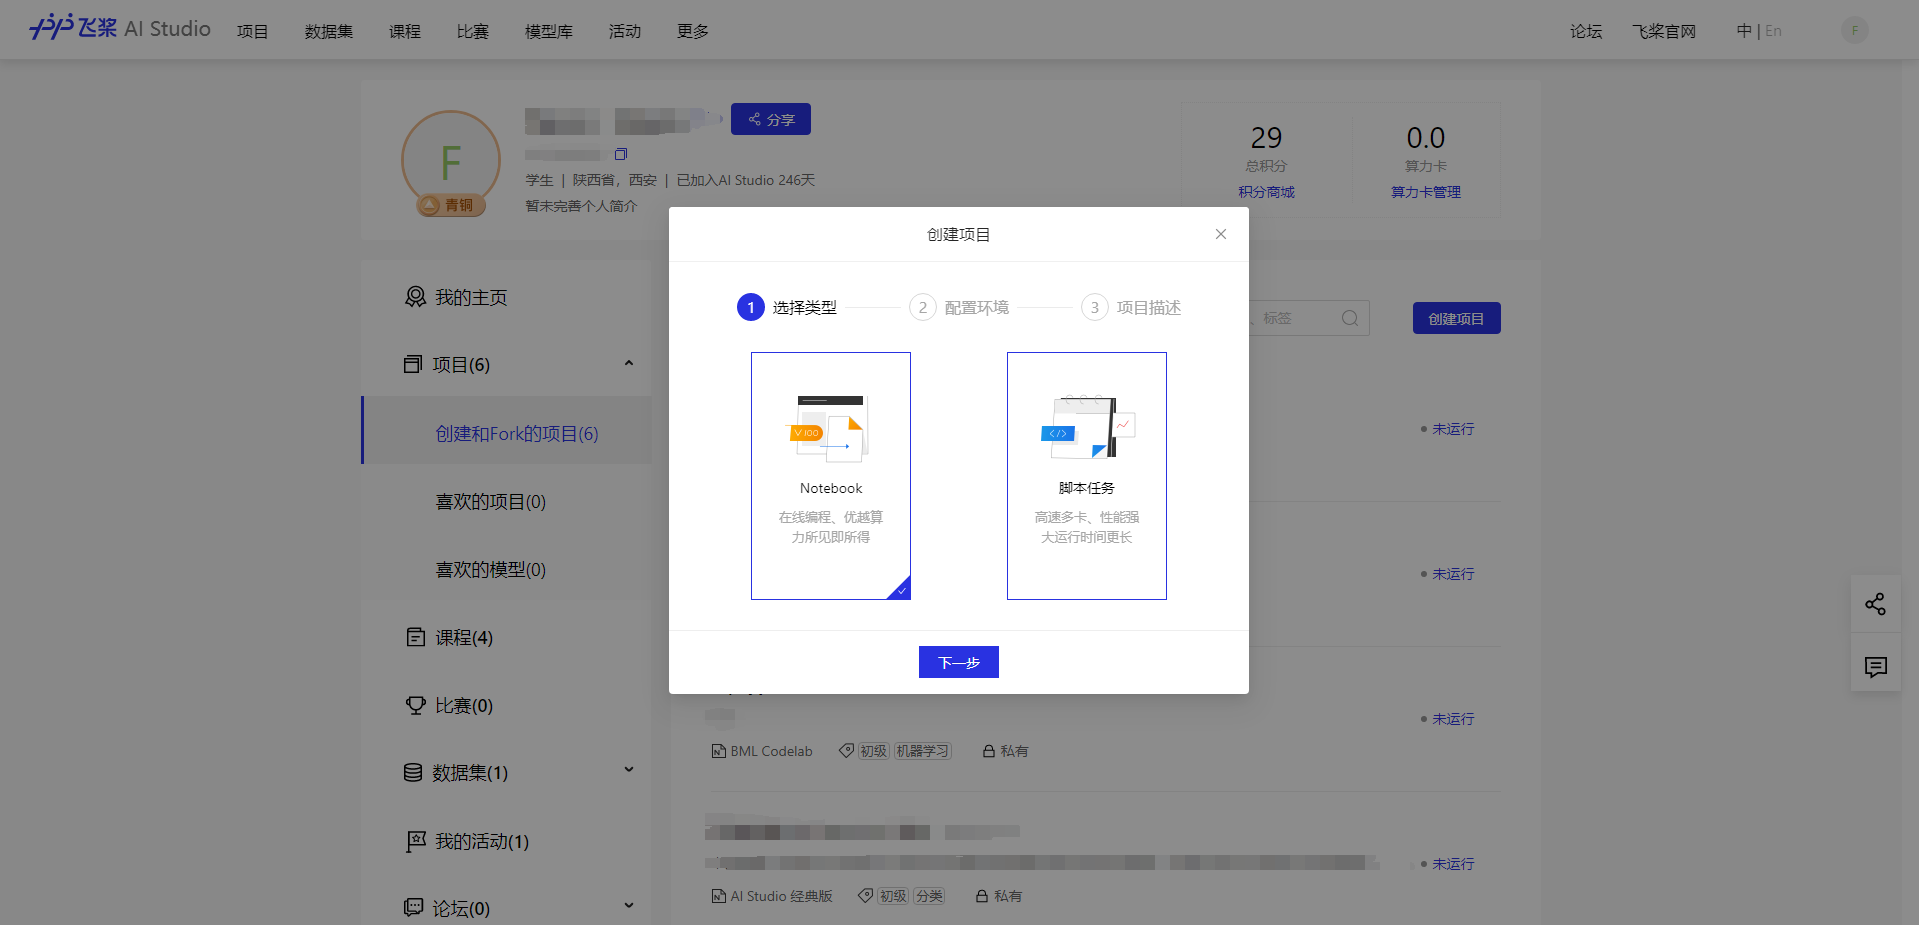 飞桨 AI Studio 项目 数据集 课程 比赛 模型库 活动 更多 论坛 飞桨官网 中 | En F
F
青铜
分享
学生 | 陕西省，西安 | 已加入AI Studio 246天
暂未完善个人简介
29
总积分
积分商城
0.0
算力卡
算力卡管理
我的主页
项目(6)
创建和Fork的项目(6)
喜欢的项目(0)
喜欢的模型(0)
课程(4)
比赛(0)
数据集(1)
我的活动(1)
论坛(0)
、标签
创建项目
创建项目
1 选择类型 2 配置环境 3 项目描述
V100
Notebook
在线编程、优越算
力所见即所得
</>
脚本任务
高速多卡、性能强
大运行时间更长
下一步
未运行
未运行
未运行
BML Codelab 初级 机器学习 私有
未运行
AI Studio 经典版 初级 分类 私有